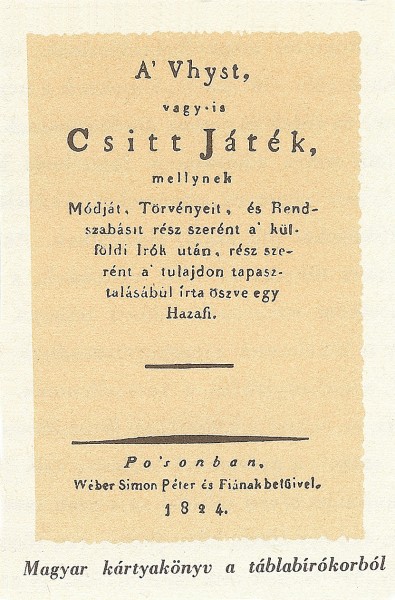 A' Vhyst,
vagy-is
Csitt Játék,
mellynek
Módját, Törvényeit, és Rend-
szabásit rész szerént a' kül-
földi Irók után, rész sze-
rént a' tulajdon tapasz-
talásábúl írta öszve egy
Hazafi.
Po'sonban,
Wéber Simon Péter és Fiának betűivel,
1824.
Magyar kártyakönyv a táblabírókorból